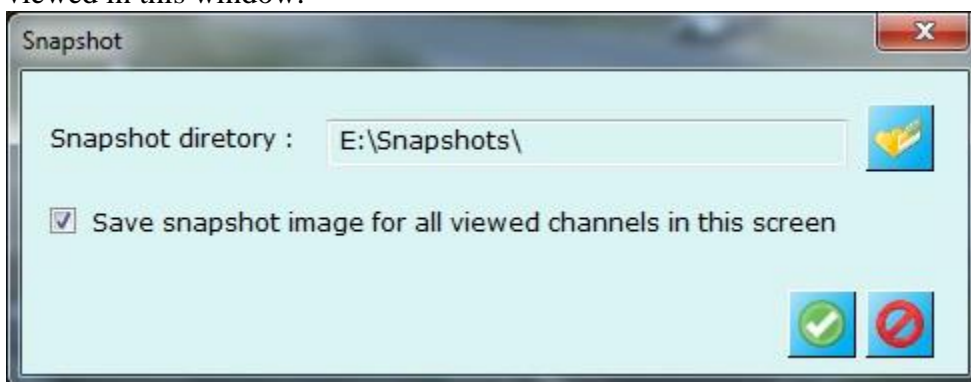 viewed in this window.
Snapshot
Snapshot diretory : E:\Snapshots\
Save snapshot image for all viewed channels in this screen